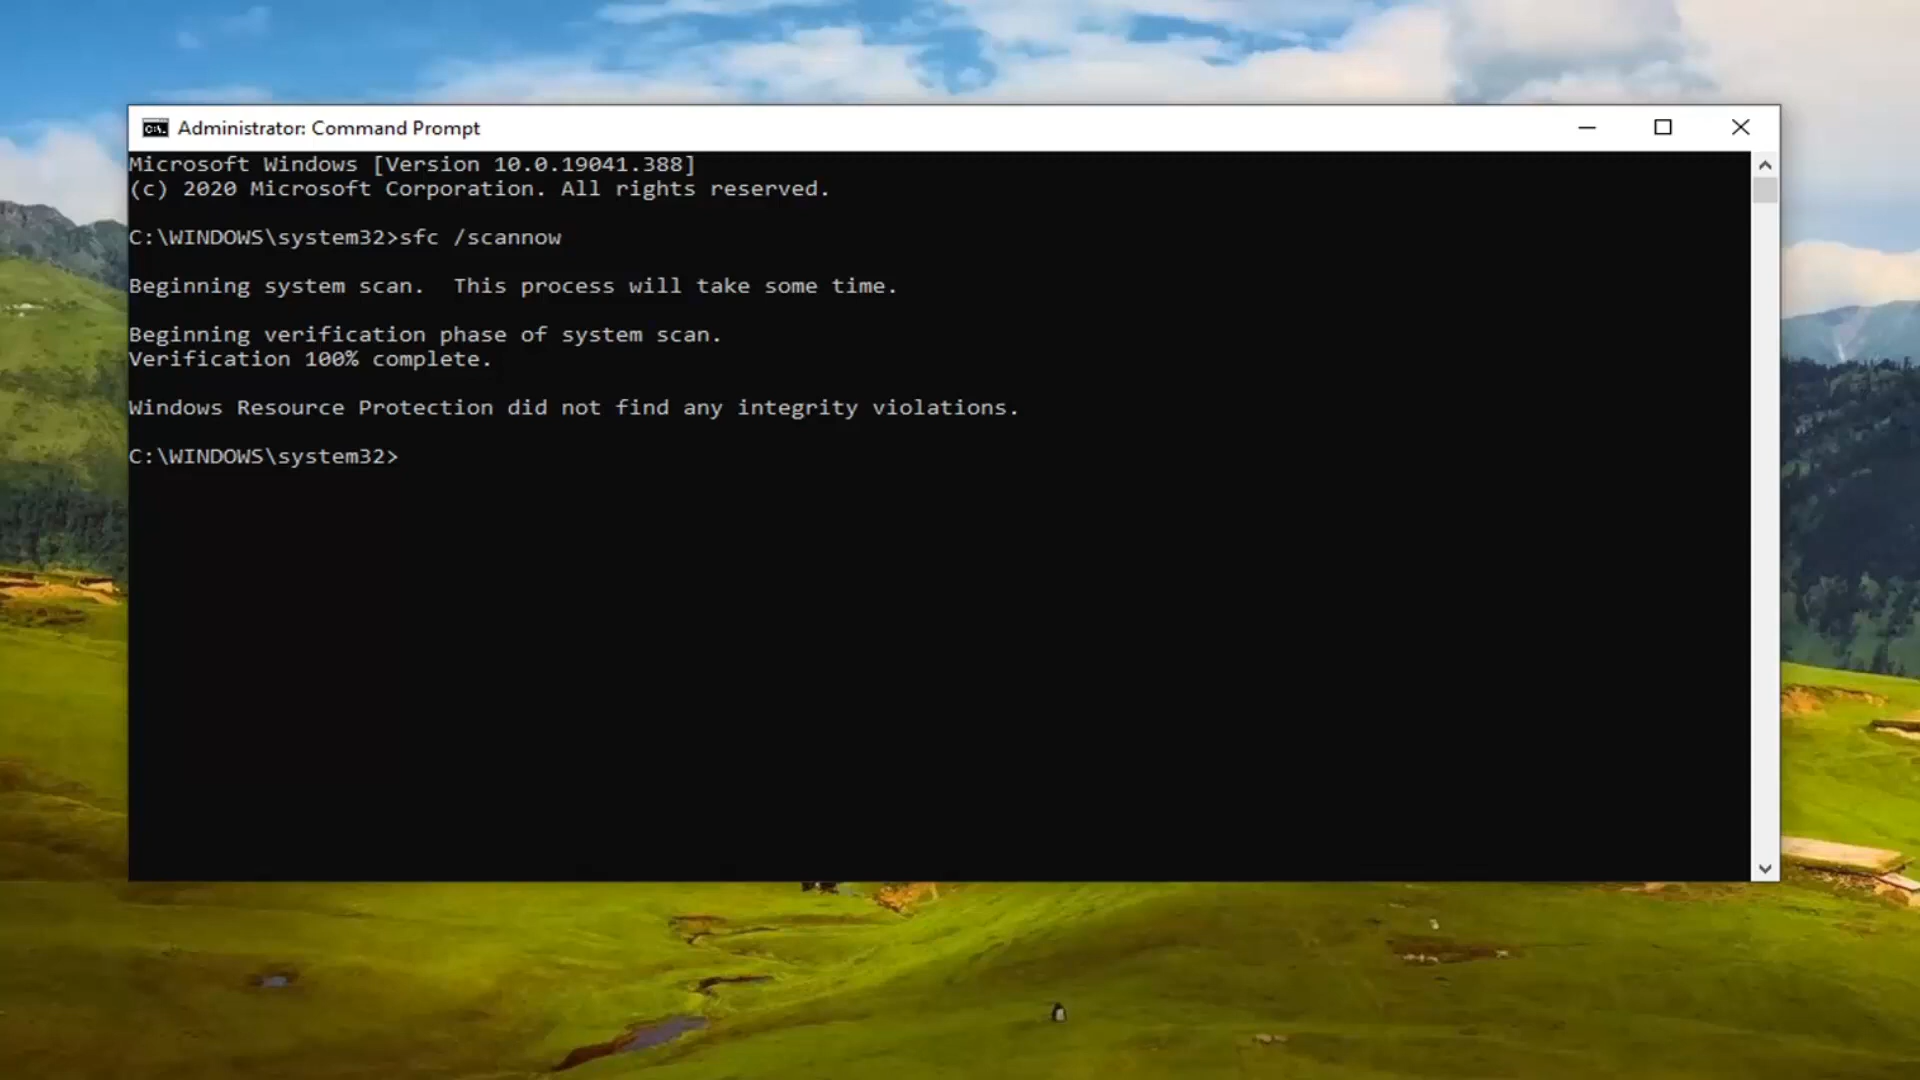 Administrator: Command Prompt
Microsoft Windows [Version 10.0.19041.388]
(c) 2020 Microsoft Corporation. All rights reserved.
C:\WINDOWS\system32>sfc /scannow
Beginning system scan.  This process will take some time.
Beginning verification phase of system scan.
Verification 100% complete.
Windows Resource Protection did not find any integrity violations.
C:\WINDOWS\system32>